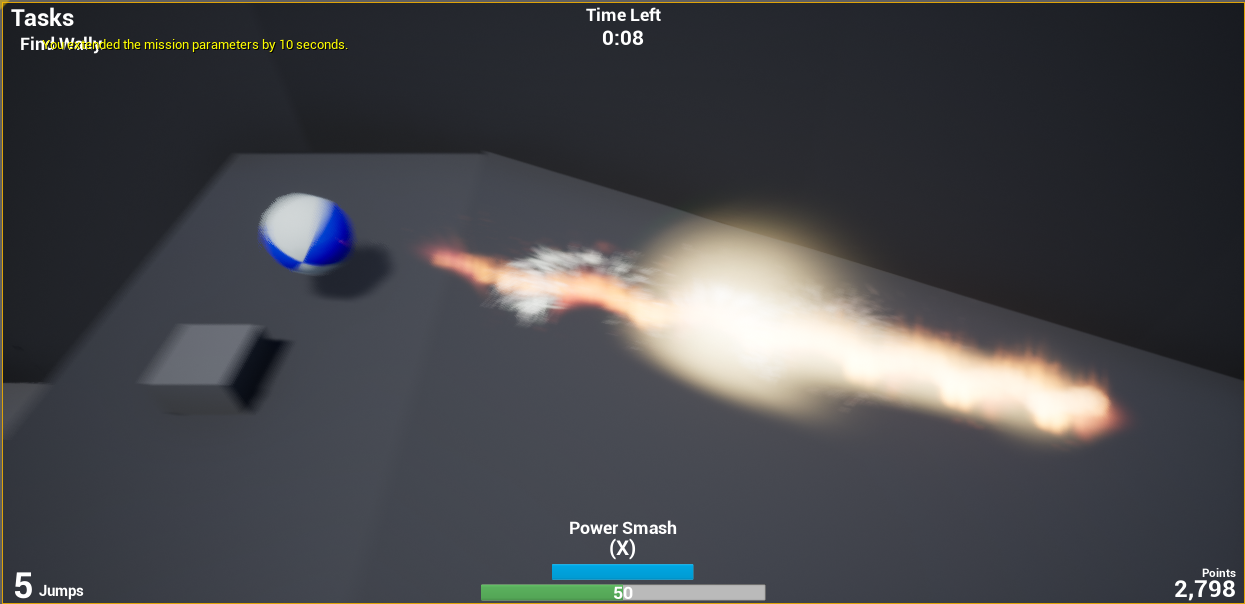 Tasks
Find Wally
You extended the mission parameters by 10 seconds.
Time Left
0:08
Power Smash
(X)
50
5 Jumps
Points
2,798